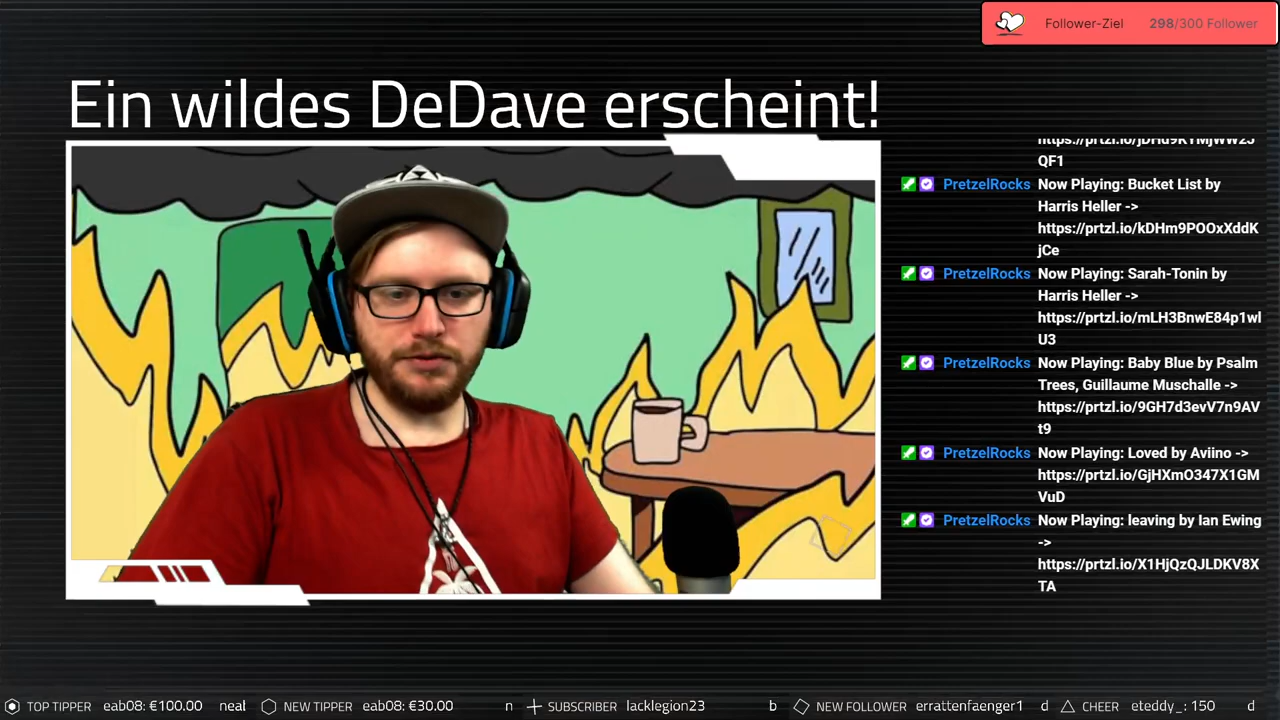 Follower-Ziel 298/300 Follower
Ein wildes DeDave erscheint!
https://prtzl.io/jDHd9KYMjWW2J
QF1
PretzelRocks Now Playing: Bucket List by
Harris Heller ->
https://prtzl.io/kDHm9POOxXddK
jCe
PretzelRocks Now Playing: Sarah-Tonin by
Harris Heller ->
https://prtzl.io/mLH3BnwE84p1wl
U3
PretzelRocks Now Playing: Baby Blue by Psalm
Trees, Guillaume Muschalle ->
https://prtzl.io/9GH7d3evV7n9AV
t9
PretzelRocks Now Playing: Loved by Aviino ->
https://prtzl.io/GjHXmO347X1GM
VuD
PretzelRocks Now Playing: leaving by Ian Ewing
->
https://prtzl.io/X1HjQzQJLDKV8X
TA
TOP TIPPER eab08: €100.00 neal NEW TIPPER eab08: €30.00 n SUBSCRIBER lacklegion23 b NEW FOLLOWER errattenfaenger1 d CHEER eteddy_: 150 d